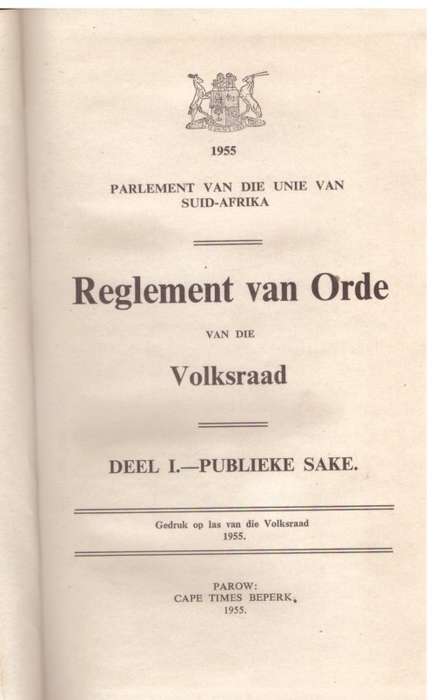 1955
PARLEMENT VAN DIE UNIE VAN
SUID-AFRIKA
Reglement van Orde
VAN DIE
Volksraad
DEEL I.—PUBLIEKE SAKE.
Gedruk op las van die Volksraad
1955.
PAROW:
CAPE TIMES BEPERK,
1955.